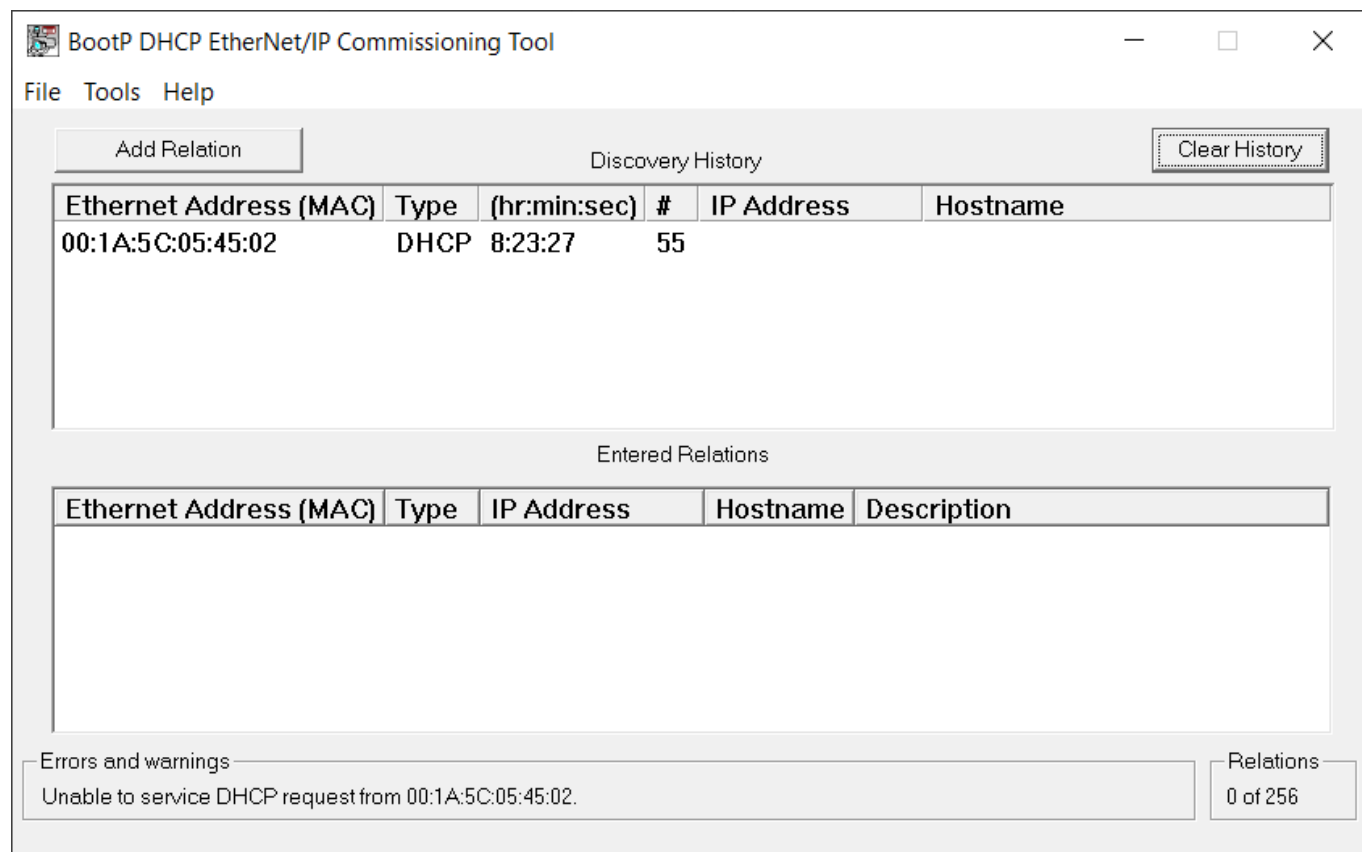 BootP DHCP EtherNet/IP Commissioning Tool
File Tools Help
Add Relation
Discovery History
Clear History
Ethernet Address (MAC) Type (hr:min:sec) # IP Address Hostname
00:1A:5C:05:45:02 DHCP 8:23:27 55
Entered Relations
Ethernet Address (MAC) Type IP Address Hostname Description
Errors and warnings
Unable to service DHCP request from 00:1A:5C:05:45:02.
Relations
0 of 256